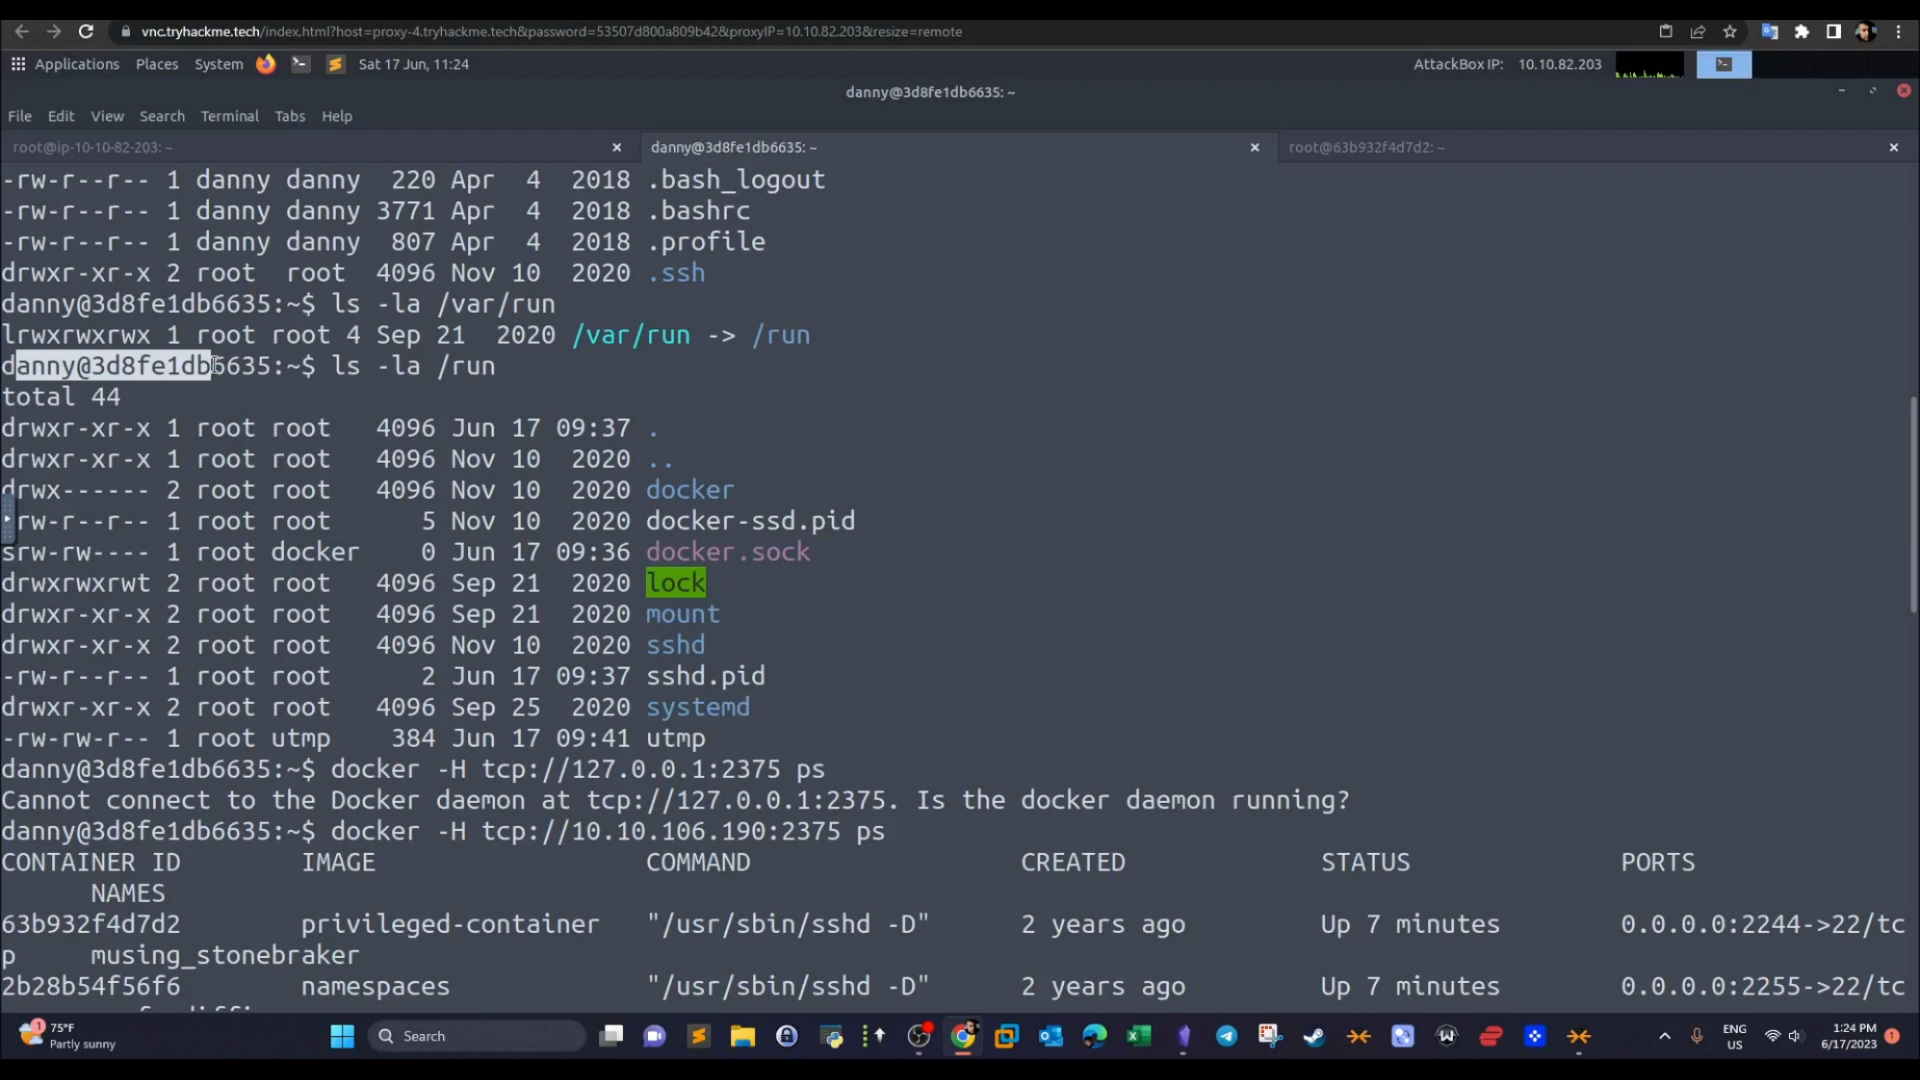 vnc.tryhackme.tech/index.html?host=proxy-4.tryhackme.tech&password=53507d800a809b42&proxyIP=10.10.82.203&resize=remote
Applications Places System Sat 17 Jun, 11:24 AttackBox IP: 10.10.82.203
danny@3d8fe1db6635: ~
File Edit View Search Terminal Tabs Help
root@ip-10-10-82-203: ~ danny@3d8fe1db6635: ~ root@63b932f4d7d2: ~
-rw-r--r-- 1 danny danny 220 Apr 4 2018 .bash_logout
-rw-r--r-- 1 danny danny 3771 Apr 4 2018 .bashrc
-rw-r--r-- 1 danny danny 807 Apr 4 2018 .profile
drwxr-xr-x 2 root root 4096 Nov 10 2020 .ssh
danny@3d8fe1db6635:~$ ls -la /var/run
lrwxrwxrwx 1 root root 4 Sep 21 2020 /var/run -> /run
danny@3d8fe1db6635:~$ ls -la /run
total 44
drwxr-xr-x 1 root root 4096 Jun 17 09:37 .
drwxr-xr-x 1 root root 4096 Nov 10 2020 ..
drwx------ 2 root root 4096 Nov 10 2020 docker
rw-r--r-- 1 root root 5 Nov 10 2020 docker-ssd.pid
srw-rw---- 1 root docker 0 Jun 17 09:36 docker.sock
drwxrwxrwt 2 root root 4096 Sep 21 2020 lock
drwxr-xr-x 2 root root 4096 Sep 21 2020 mount
drwxr-xr-x 2 root root 4096 Nov 10 2020 sshd
-rw-r--r-- 1 root root 2 Jun 17 09:37 sshd.pid
drwxr-xr-x 2 root root 4096 Sep 25 2020 systemd
-rw-rw-r-- 1 root utmp 384 Jun 17 09:41 utmp
danny@3d8fe1db6635:~$ docker -H tcp://127.0.0.1:2375 ps
Cannot connect to the Docker daemon at tcp://127.0.0.1:2375. Is the docker daemon running?
danny@3d8fe1db6635:~$ docker -H tcp://10.10.106.190:2375 ps
CONTAINER ID IMAGE COMMAND CREATED STATUS PORTS
NAMES
63b932f4d7d2 privileged-container "/usr/sbin/sshd -D" 2 years ago Up 7 minutes 0.0.0.0:2244->22/tc
p musing_stonebraker
2b28b54f56f6 namespaces "/usr/sbin/sshd -D" 2 years ago Up 7 minutes 0.0.0.0:2255->22/tc
75°F
Partly sunny
Search
ENG
US
1:24 PM
6/17/2023